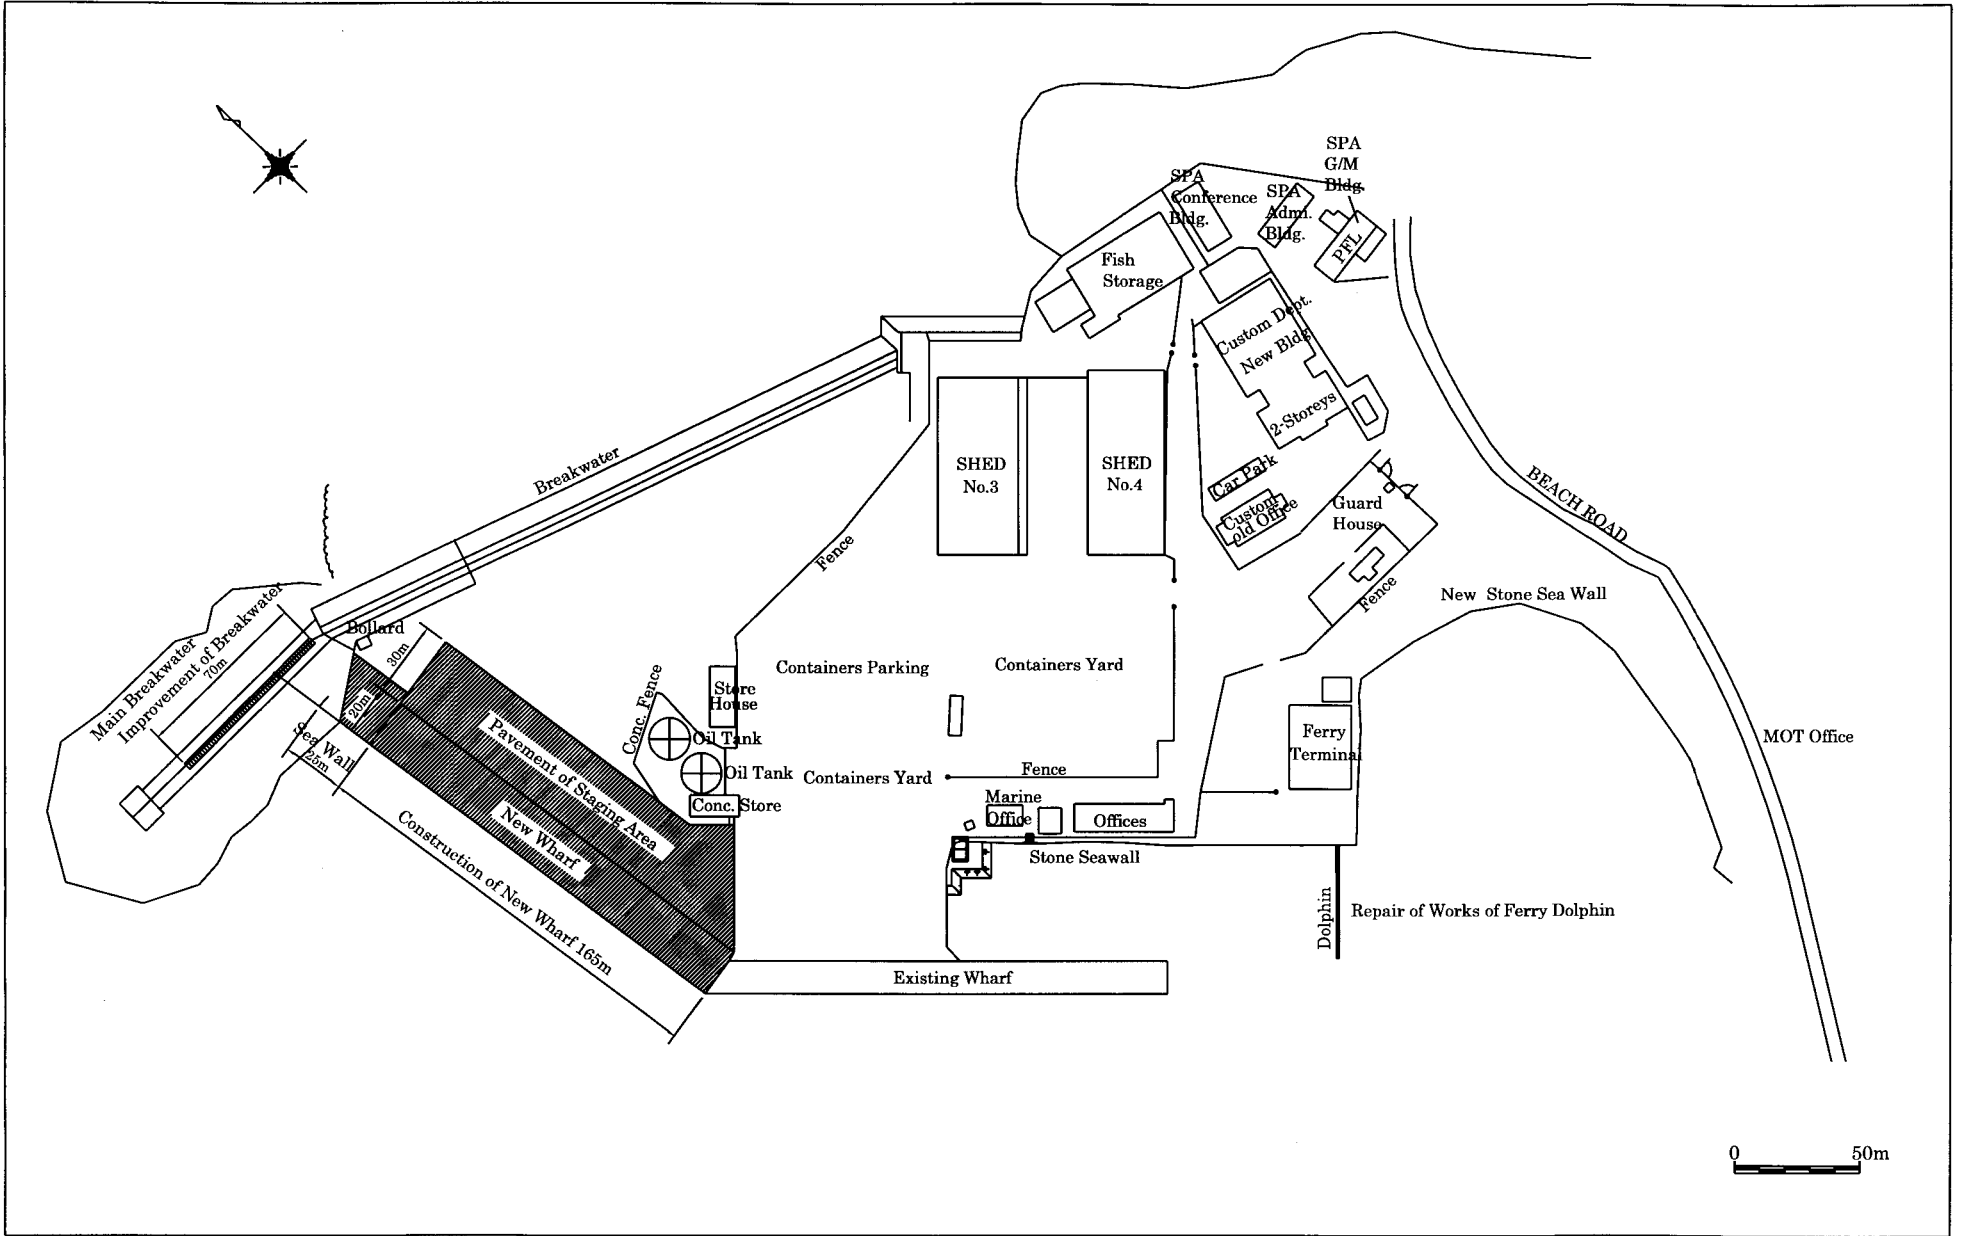 SPA
G/M
Bldg.
SPA
Conference
Bldg.
SPA
Admi.
Bldg.
PFL
Fish
Storage
Custom Dept.
New Bldg
2-Storeys
Breakwater
SHED
No.3
SHED
No.4
Car Park
Custom
old Office
Guard
House
BEACH ROAD
Fence
Fence
New Stone Sea Wall
Bollard
30m
Main Breakwater
Improvement of Breakwater
70m
20m
Sea Wall
25m
Conc. Fence
Store
House
Containers Parking
Containers Yard
Oil Tank
Oil Tank
Containers Yard
Fence
Conc. Store
Pavement of Staging Area
New Wharf
Construction of New Wharf 165m
Marine
Office
Offices
Stone Seawall
Ferry
Terminal
MOT Office
Dolphin
Repair of Works of Ferry Dolphin
Existing Wharf
0 50m